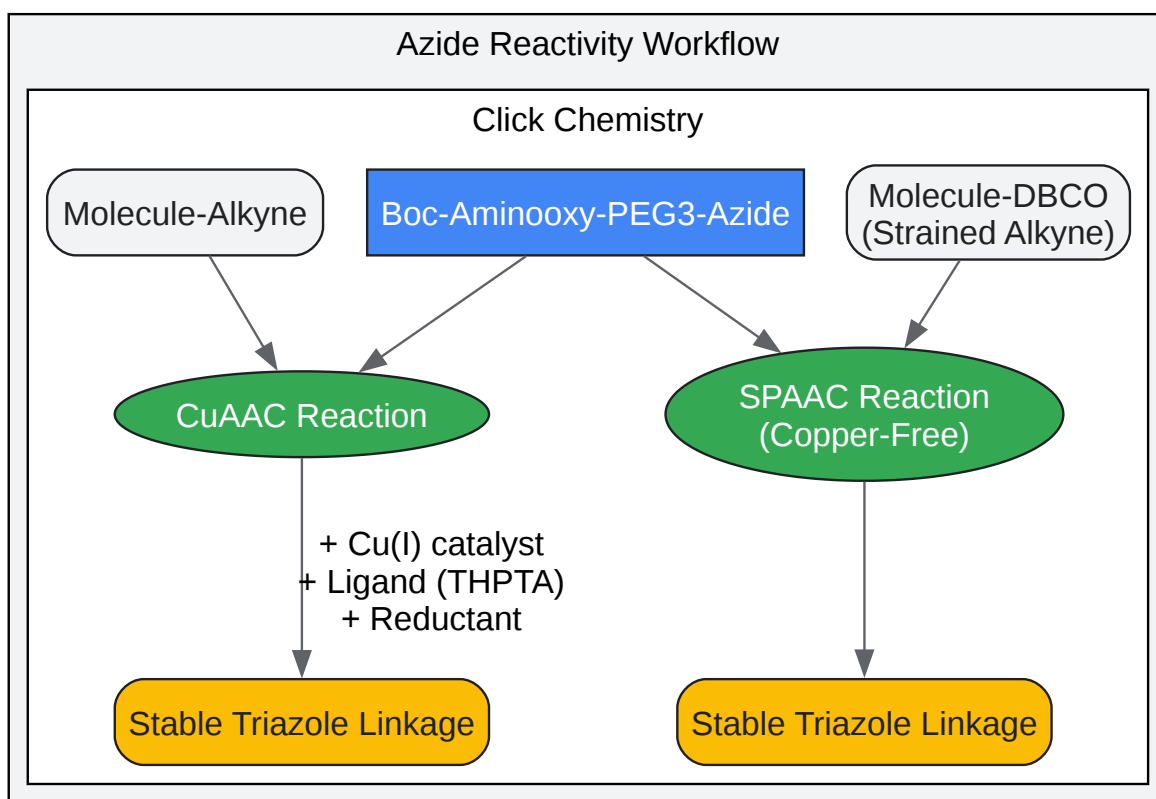 Azide Reactivity Workflow
Click Chemistry
Molecule-Alkyne
Boc-Aminooxy-PEG3-Azide
Molecule-DBCO
(Strained Alkyne)
CuAAC Reaction
SPAAC Reaction
(Copper-Free)
+ Cu(I) catalyst
+ Ligand (THPTA)
+ Reductant
Stable Triazole Linkage
Stable Triazole Linkage